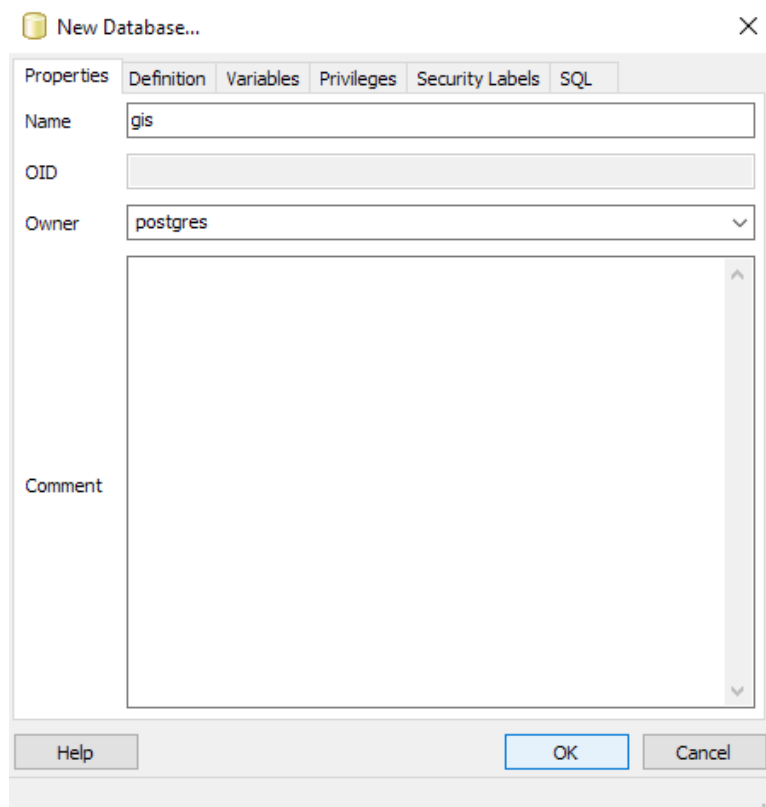 New Database...
Properties Definition Variables Privileges Security Labels SQL
Name gis
OID
Owner postgres
Comment
Help OK Cancel